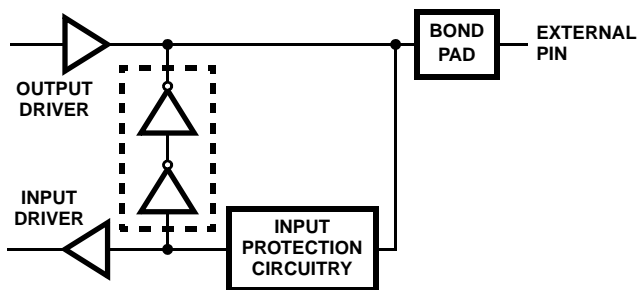 OUTPUT
DRIVER
BOND
PAD
EXTERNAL
PIN
INPUT
DRIVER
INPUT
PROTECTION
CIRCUITRY